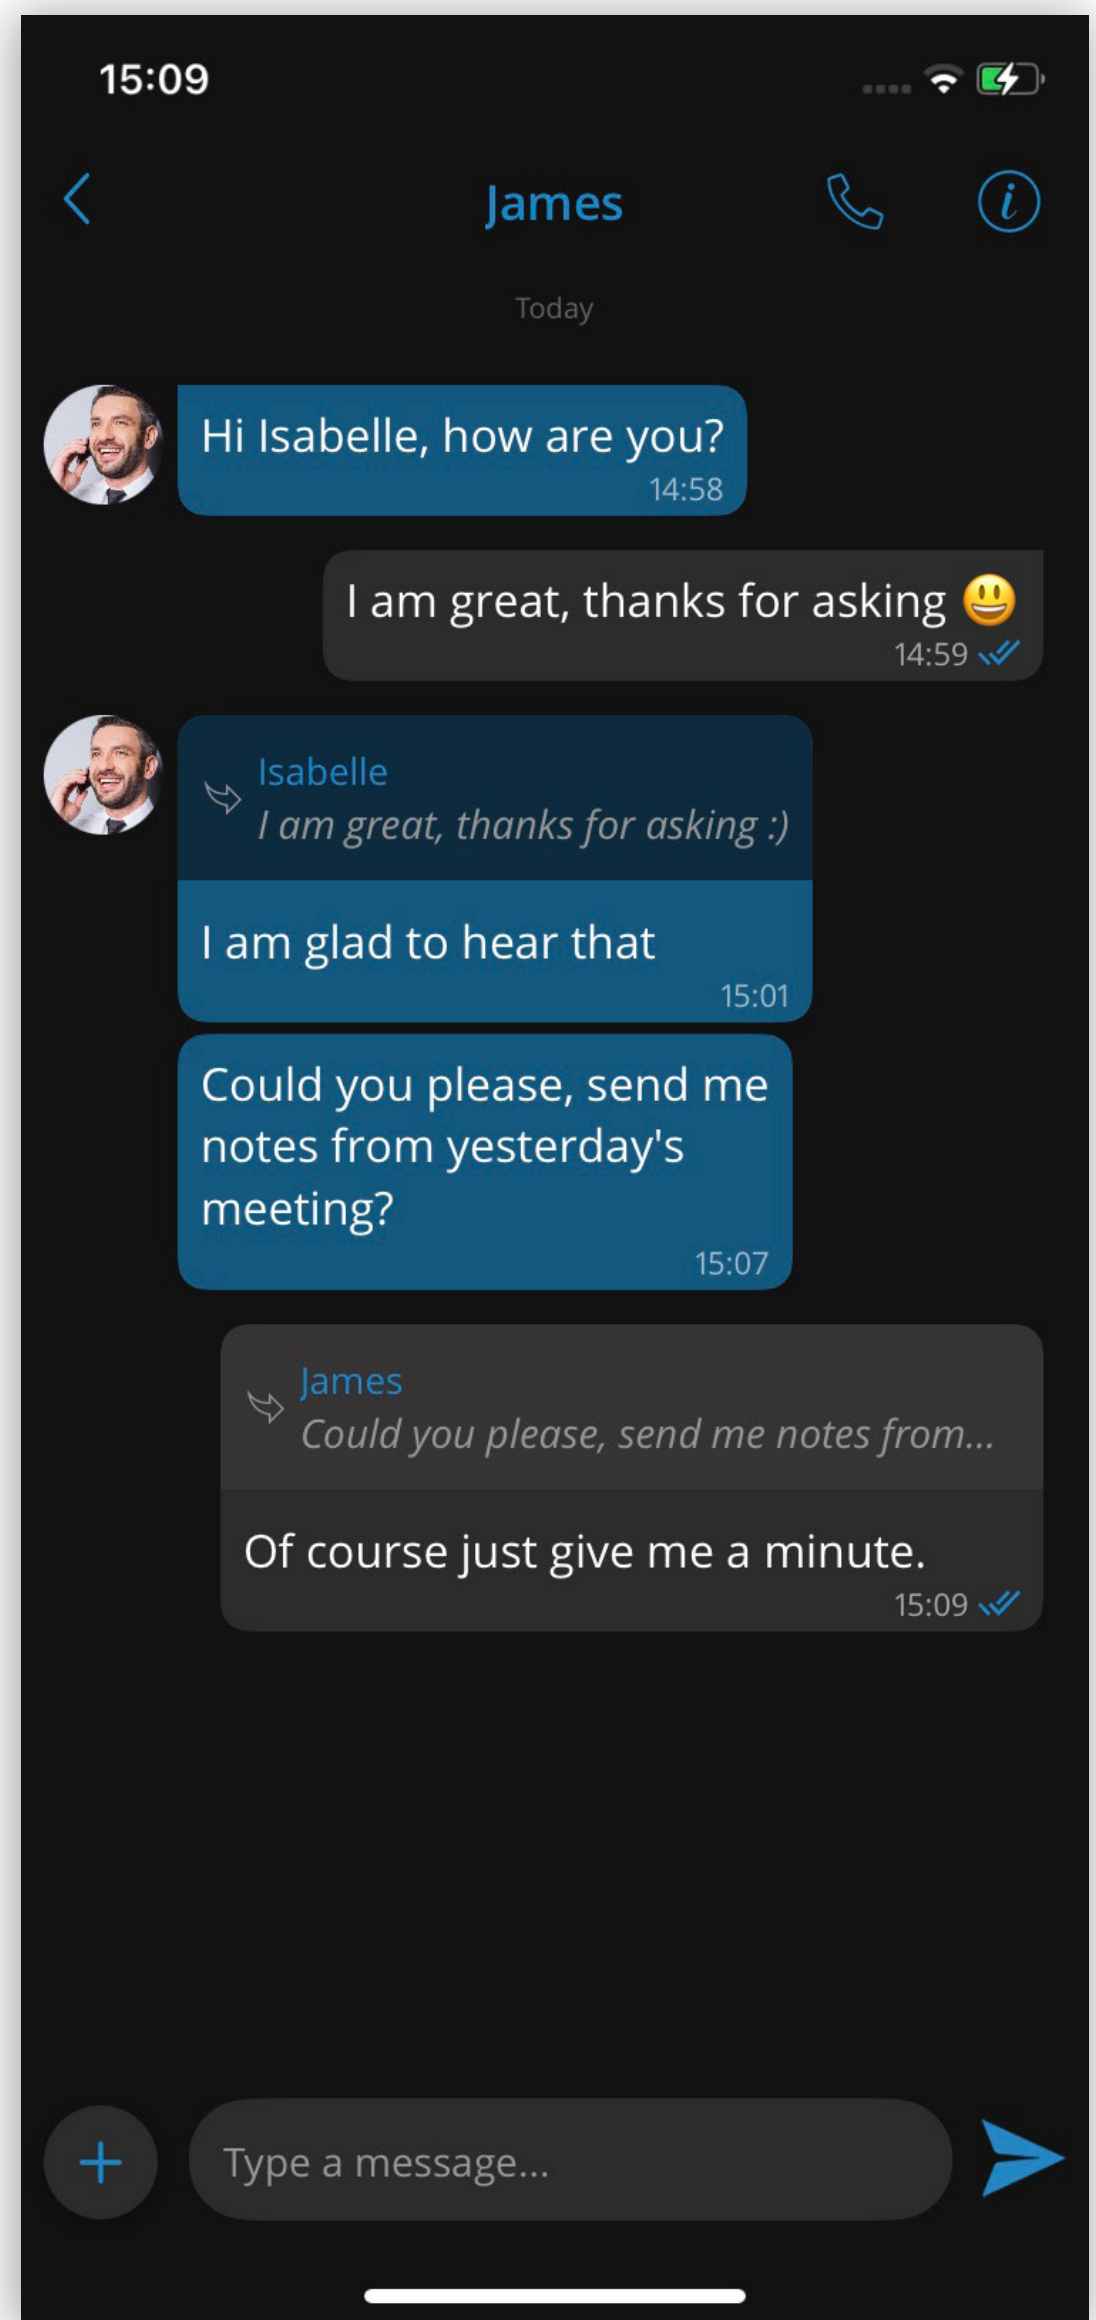 15:09
James
Today
Hi Isabelle, how are you?
14:58
I am great, thanks for asking 😃
14:59
Isabelle
I am great, thanks for asking :)
I am glad to hear that
15:01
Could you please, send me
notes from yesterday's
meeting?
15:07
James
Could you please, send me notes from...
Of course just give me a minute.
15:09
Type a message...